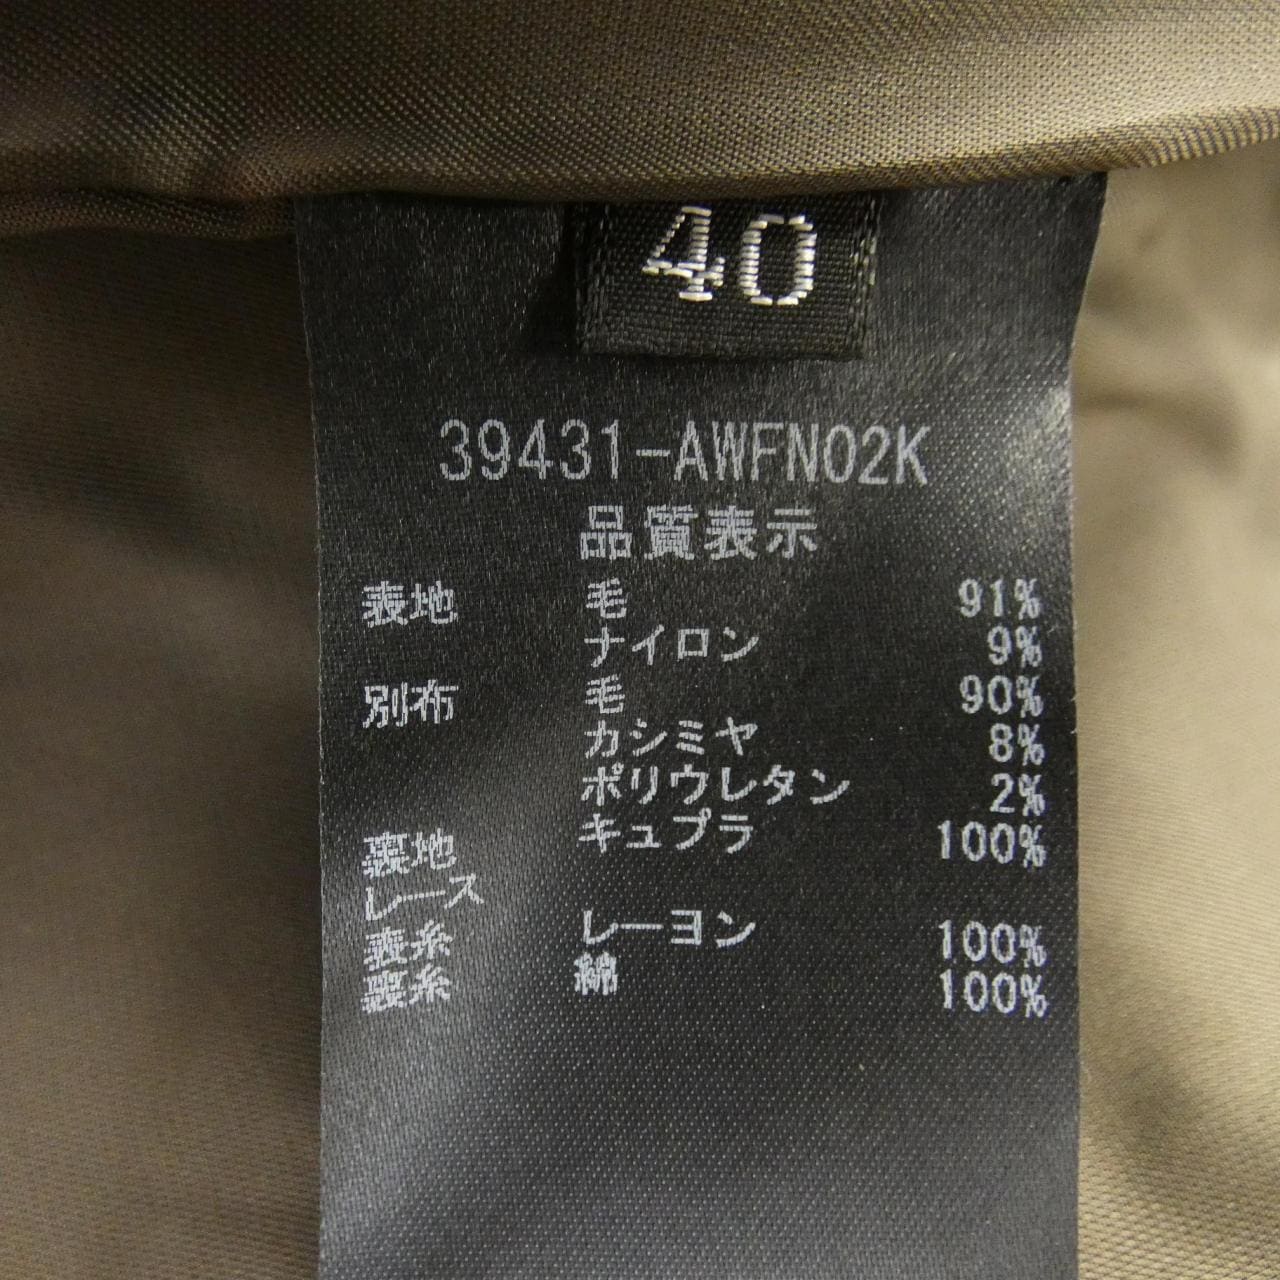 40
39431-AWFN02K
品質表示
表地 毛 91%
ナイロン 9%
別布 毛 90%
カシミヤ 8%
ポリウレタン 2%
裏地 キュプラ 100%
レース
表糸 レーヨン 100%
裏糸 綿 100%